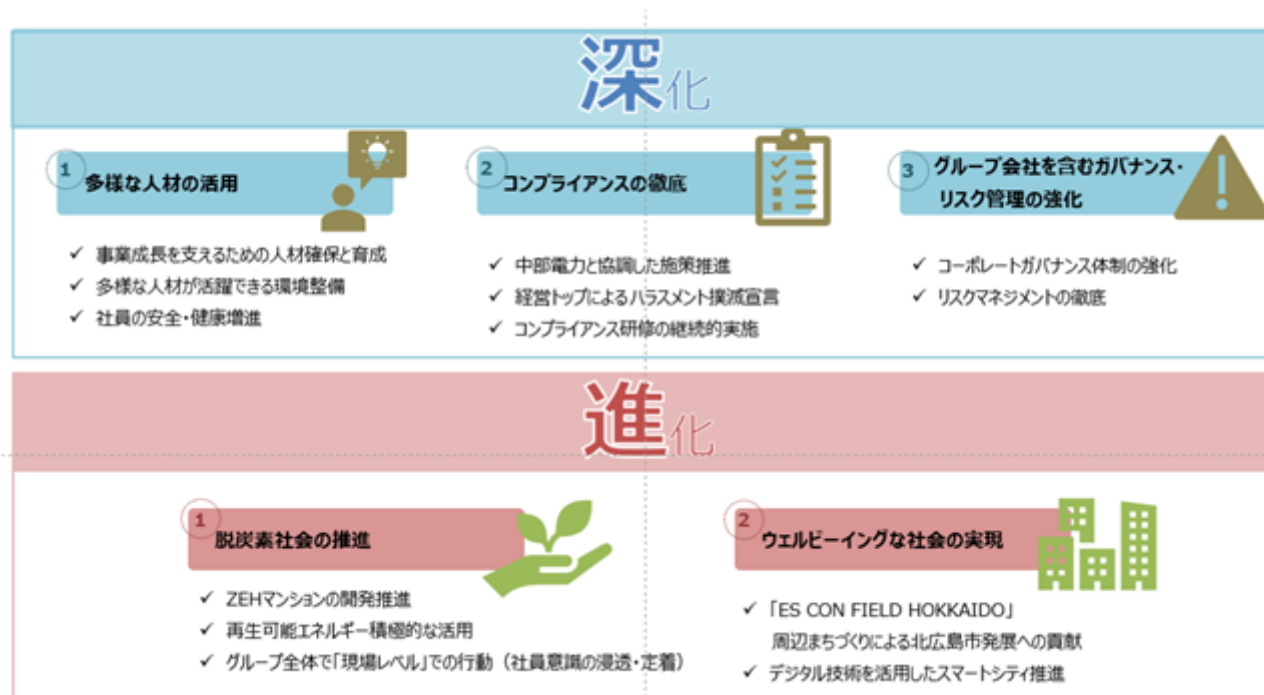 深化
1
多様な人材の活用
✓ 事業成長を支えるための人材確保と育成
✓ 多様な人材が活躍できる環境整備
✓ 社員の安全・健康増進
2
コンプライアンスの徹底
✓ 中部電力と協調した施策推進
✓ 経営トップによるハラスメント撲滅宣言
✓ コンプライアンス研修の継続的実施
3
グループ会社を含むガバナンス・
リスク管理の強化
✓ コーポレートガバナンス体制の強化
✓ リスクマネジメントの徹底
進化
1
脱炭素社会の推進
✓ ZEHマンションの開発推進
✓ 再生可能エネルギー積極的な活用
✓ グループ全体で「現場レベル」での行動（社員意識の浸透・定着）
2
ウェルビーイングな社会の実現
✓ 「ES CON FIELD HOKKAIDO」
周辺まちづくりによる北広島市発展への貢献
✓ デジタル技術を活用したスマートシティ推進